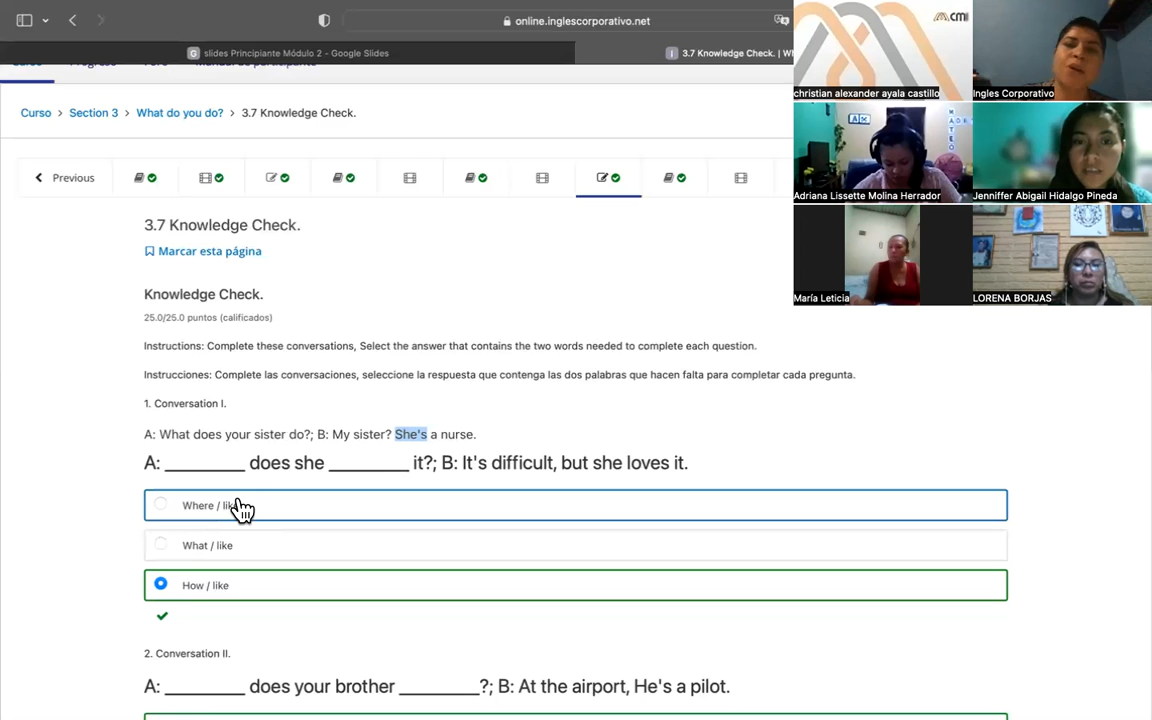 online.inglescorporativo.net
G slides Principiante Módulo 2 - Google Slides
i 3.7 Knowledge Check. | W
Curso > Section 3 > What do you do? > 3.7 Knowledge Check.
Previous
3.7 Knowledge Check.
Marcar esta página
Knowledge Check.
25.0/25.0 puntos (calificados)
Instructions: Complete these conversations, Select the answer that contains the two words needed to complete each question.
Instrucciones: Complete las conversaciones, seleccione la respuesta que contenga las dos palabras que hacen falta para completar cada pregunta.
1. Conversation I.
A: What does your sister do?; B: My sister? She's a nurse.
A: ________ does she ________ it?; B: It's difficult, but she loves it.
Where / like
What / like
How / like
2. Conversation II.
A: ________ does your brother ________?; B: At the airport, He's a pilot.
cmi
christian alexander ayala castillo
Ingles Corporativo
Adriana Lissette Molina Herrador
Jenniffer Abigail Hidalgo Pineda
María Leticia
LORENA BORJAS